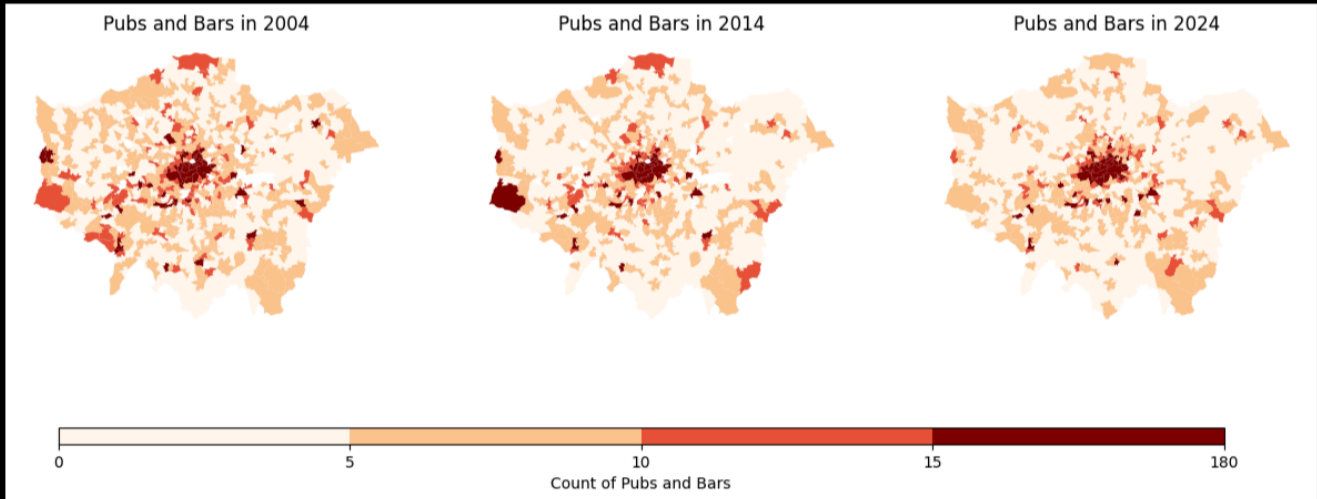 Pubs and Bars in 2004
Pubs and Bars in 2014
Pubs and Bars in 2024
0 5 10 15 180
Count of Pubs and Bars